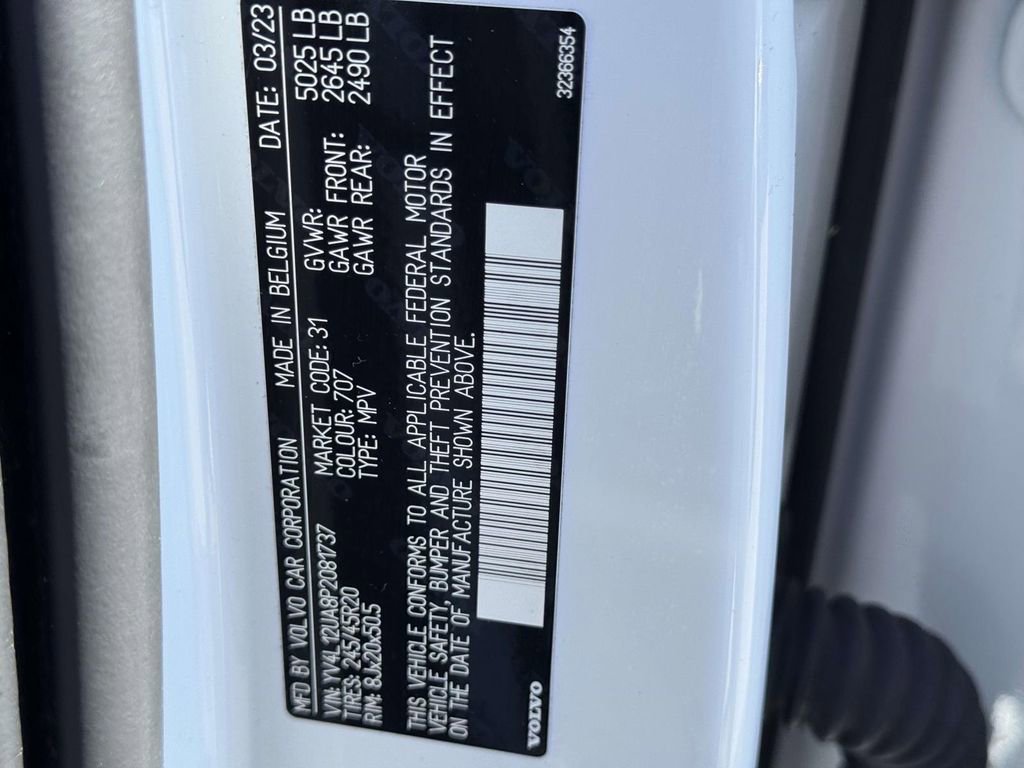 MFD BY VOLVO CAR CORPORATION MADE IN BELGIUM DATE: 03/23
VIN: YV4L12UA8P2081737 MARKET CODE: 31 GVWR: 5025 LB
TIRES: 245/45R20 COLOUR: 707 GAWR FRONT: 2645 LB
RIM: 8Jx20x50.5 TYPE: MPV GAWR REAR: 2490 LB
THIS VEHICLE CONFORMS TO ALL APPLICABLE FEDERAL MOTOR
VEHICLE SAFETY, BUMPER AND THEFT PREVENTION STANDARDS IN EFFECT
ON THE DATE OF MANUFACTURE SHOWN ABOVE.
VOLVO 32366354